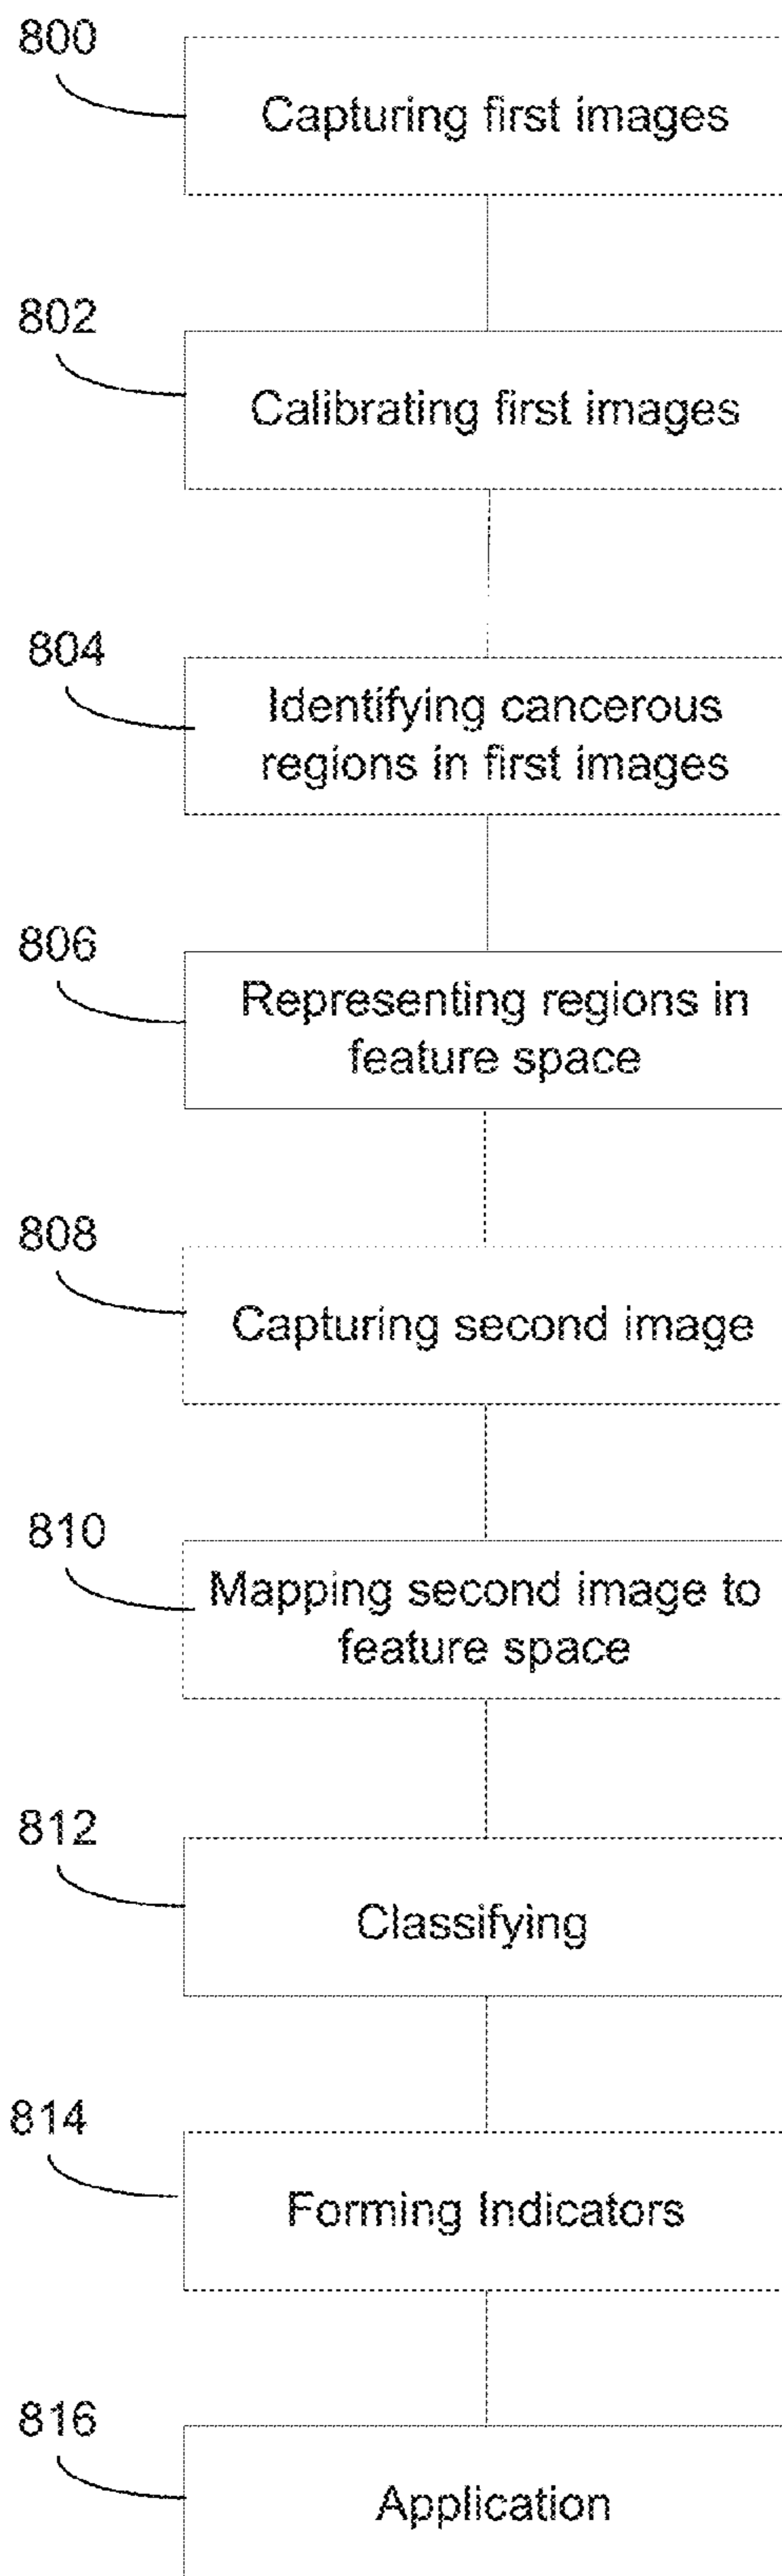 800
Capturing first images
802
Calibrating first images
804
Identifying cancerous
regions in first images
806
Representing regions in
feature space
808
Capturing second image
810
Mapping second image to
feature space
812
Classifying
814
Forming Indicators
816
Application